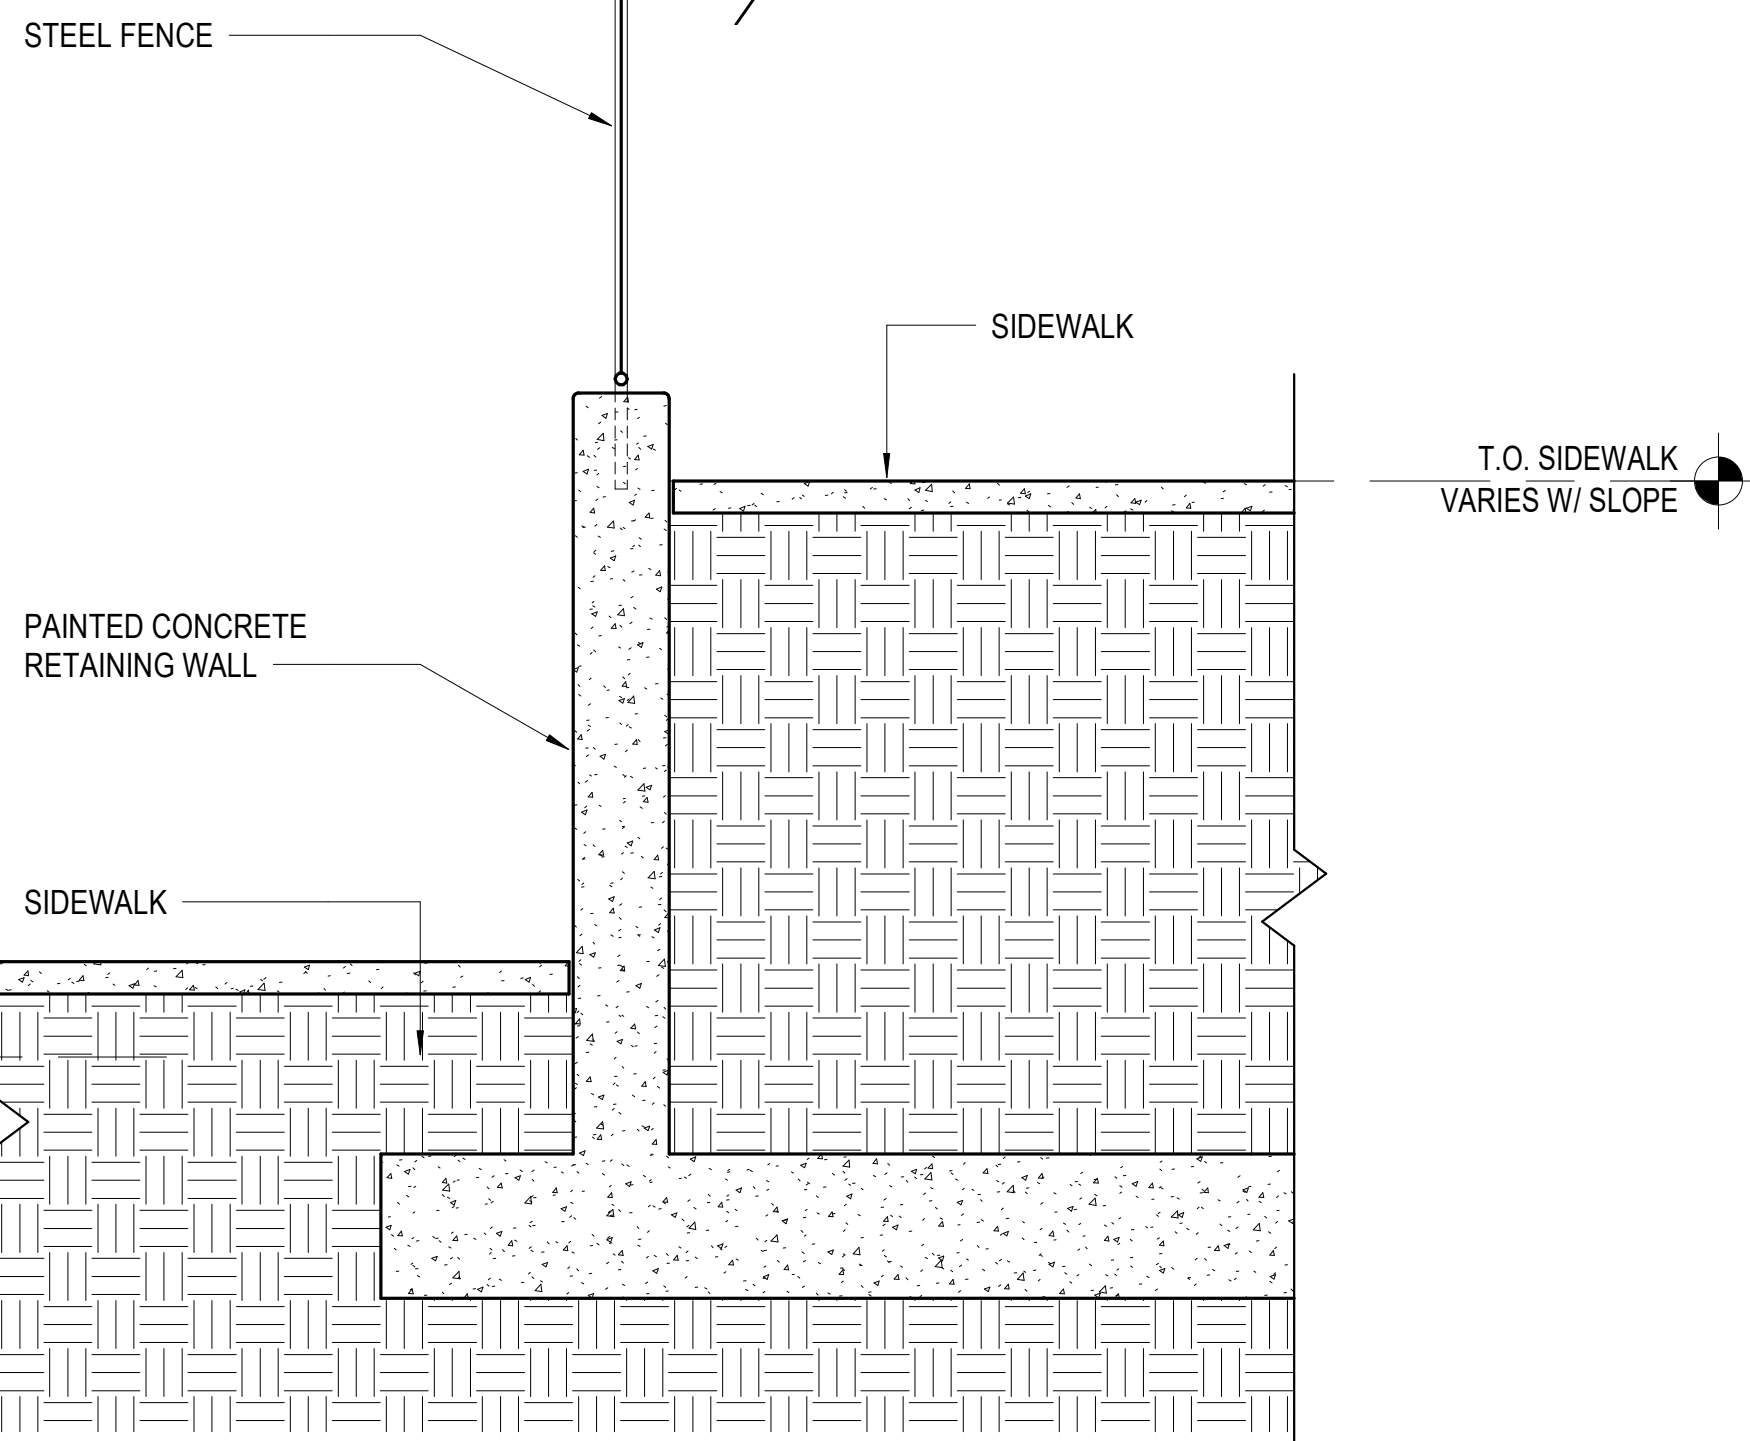 STEEL FENCE
SIDEWALK
T.O. SIDEWALK
VARIES W/ SLOPE
PAINTED CONCRETE
RETAINING WALL
SIDEWALK